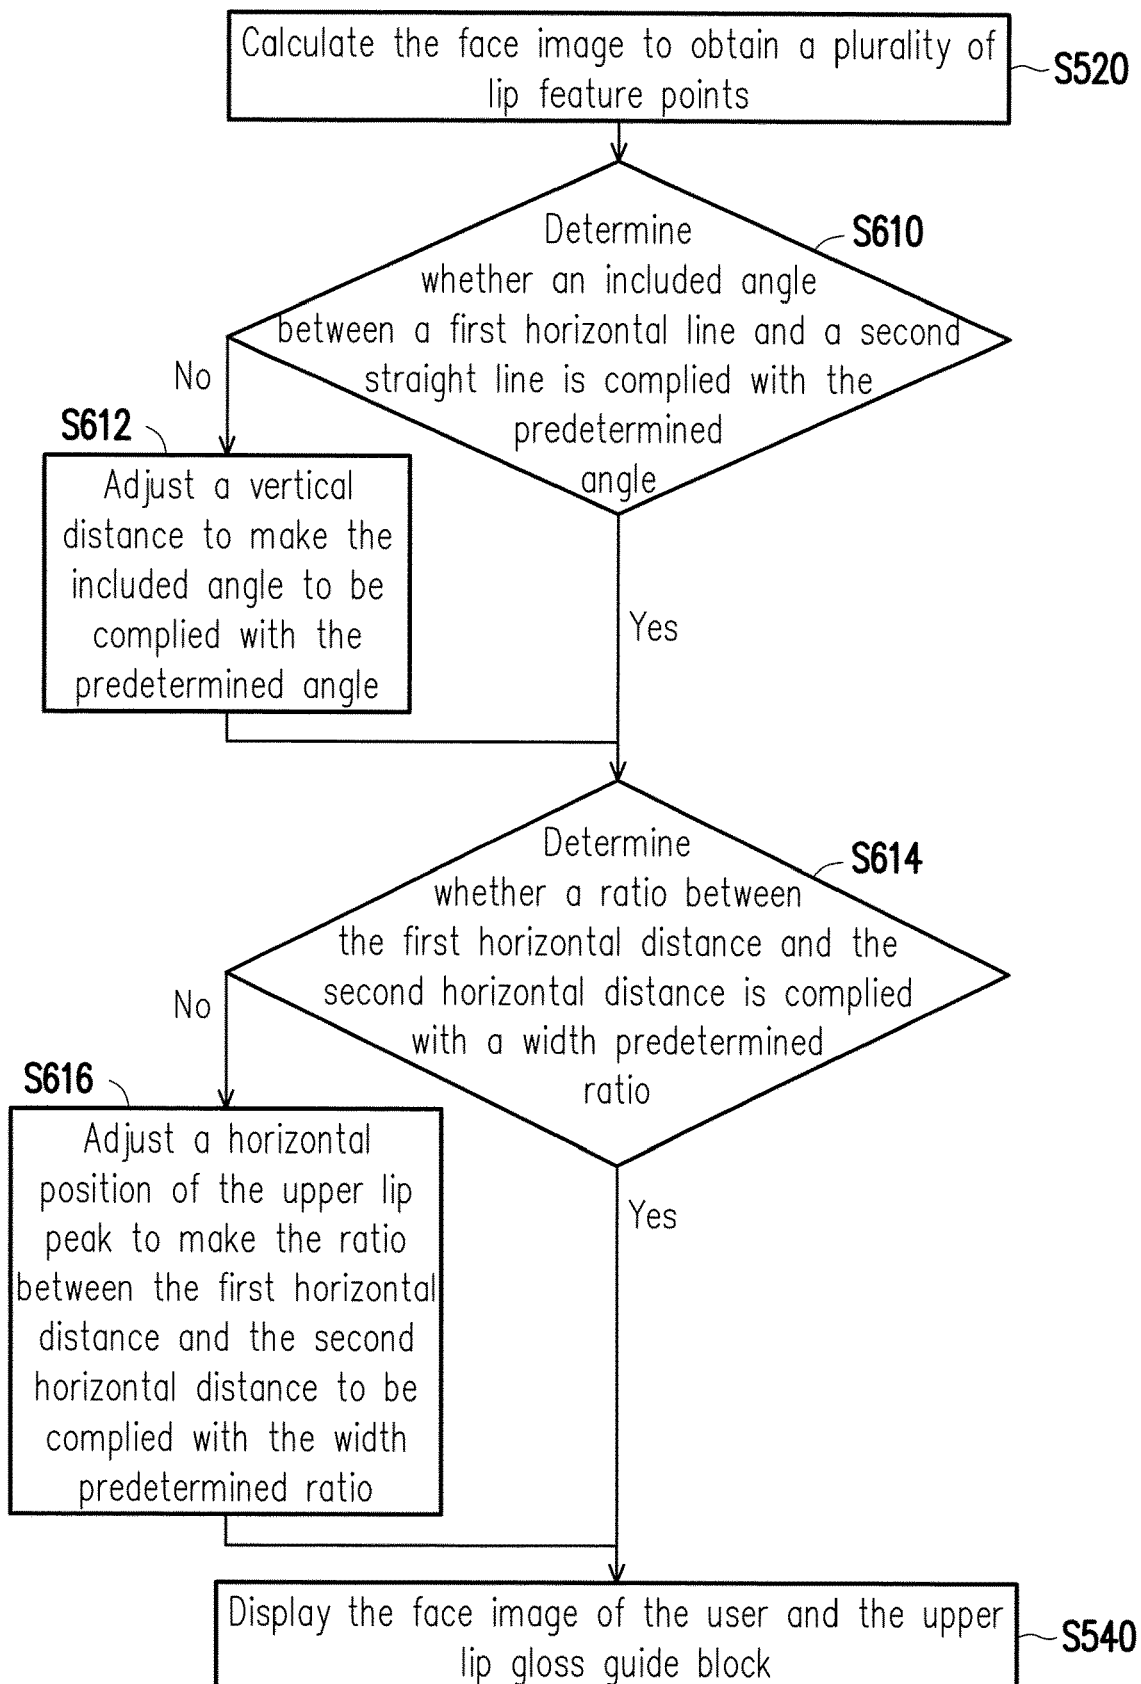 Calculate the face image to obtain a plurality of
lip feature points
S520
Determine
whether an included angle
between a first horizontal line and a second
straight line is complied with the
predetermined
angle
S610
No
S612
Adjust a vertical
distance to make the
included angle to be
complied with the
predetermined angle
Yes
Determine
whether a ratio between
the first horizontal distance and the
second horizontal distance is complied
with a width predetermined
ratio
S614
No
S616
Adjust a horizontal
position of the upper lip
peak to make the ratio
between the first horizontal
distance and the second
horizontal distance to be
complied with the width
predetermined ratio
Yes
Display the face image of the user and the upper
lip gloss guide block
S540